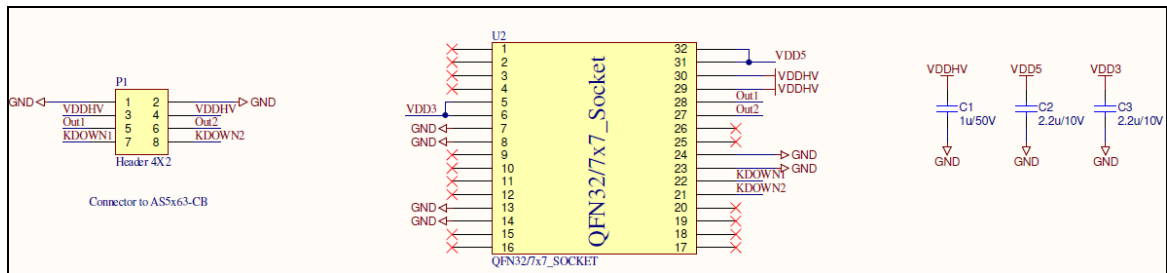 P1
GND 1 2 GND
VDDHV 3 4 VDDHV
Out1 5 6 Out2
KDOWN1 7 8 KDOWN2
Header 4X2
Connector to AS5x63-CB
U2
1 32
2 31 VDD5
3 30 VDDHV
4 29 VDDHV
5 28 Out1
VDD3 6 27 Out2
GND 7 26
GND 8 25
9 24 GND
10 23 GND
11 22 KDOWN1
12 21 KDOWN2
GND 13 20
GND 14 19
15 18
16 17
QFN32/7x7_Socket
QFN32/7x7_SOCKET
VDDHV VDD5 VDD3
C1 C2 C3
1u/50V 2.2u/10V 2.2u/10V
GND GND GND